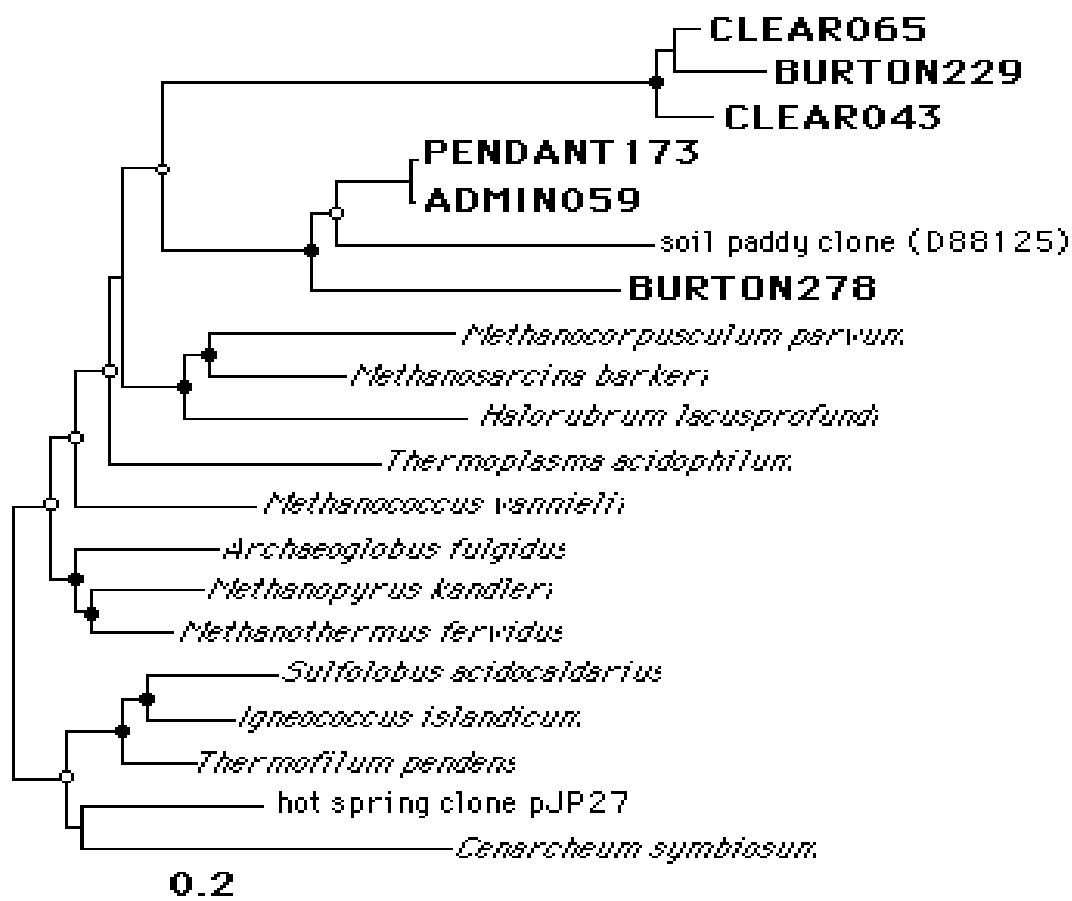 CLEAR065
BURTON229
CLEAR043
PENDANT 173
ADMIN059
soil paddy clone (D88125)
BURTON278
Methanocorpusculum parvum
Methanosarcina barkeri
Halorubrum lacusprofundi
Thermoplasma acidophilum
Methanococcus vannielii
Archaeoglobus fulgidus
Methanopyrus kandleri
Methanothermus fervidus
Sulfolobus acidocaldarius
Igneococcus islandicum
Thermofilum pendens
hot spring clone pJP27
Cenarcheum symbiosum
0.2